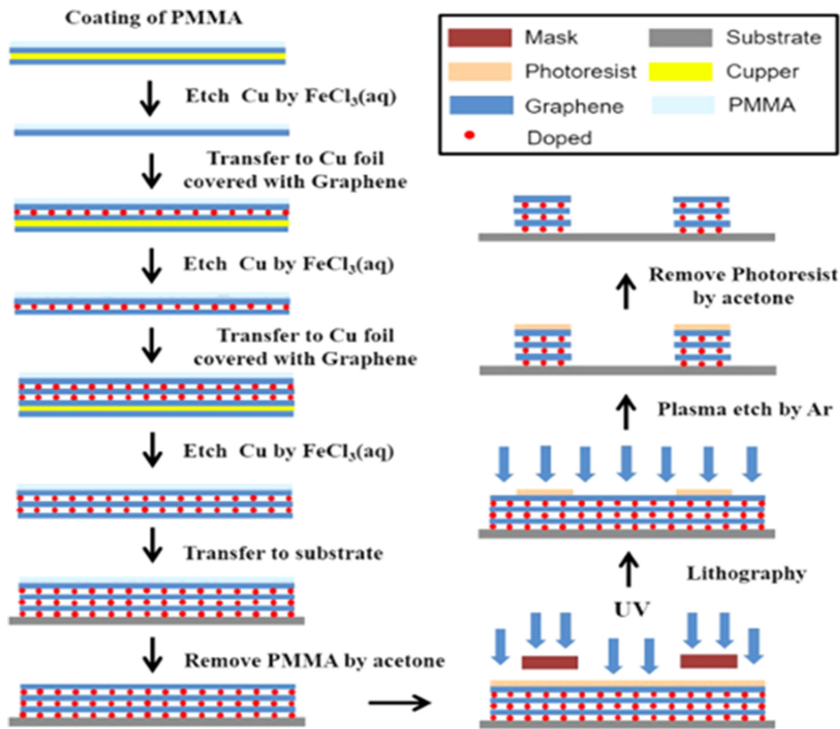 Coating of PMMA
Etch Cu by FeCl₃(aq)
Transfer to Cu foil
covered with Graphene
Etch Cu by FeCl₃(aq)
Transfer to Cu foil
covered with Graphene
Etch Cu by FeCl₃(aq)
Transfer to substrate
Remove PMMA by acetone
Mask
Substrate
Photoresist
Cupper
Graphene
PMMA
Doped
Remove Photoresist
by acetone
Plasma etch by Ar
Lithography
UV